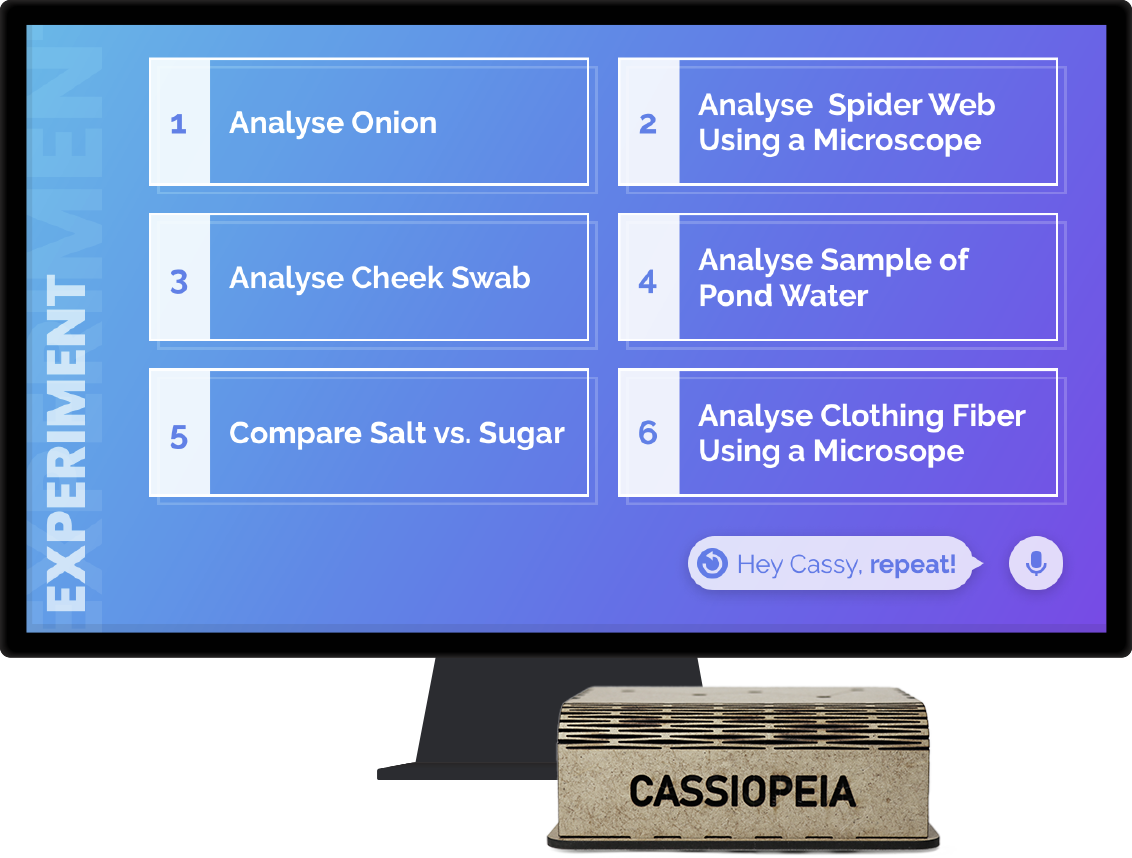 EXPERIMENT
EXPERIMENT
1
Analyse Onion
2
Analyse  Spider Web
Using a Microscope
3
Analyse Cheek Swab
4
Analyse Sample of
Pond Water
5
Compare Salt vs. Sugar
6
Analyse Clothing Fiber
Using a Microsope
Hey Cassy, repeat!
CASSIOPEIA